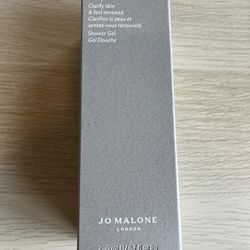 Clarify skin
& feel renewed
Clarifiez la peau et
sentez-vous renouvelé
Shower Gel
Gel Douche
JO MALONE
LONDON